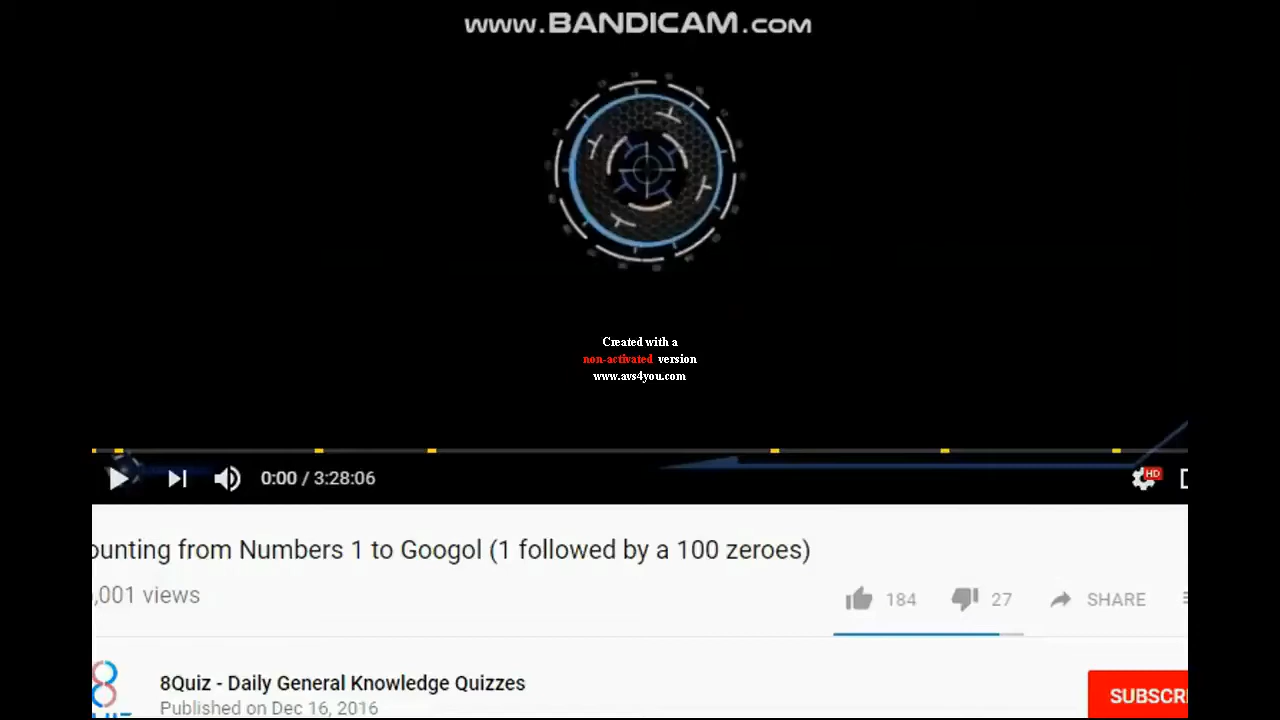 www.BANDICAM.com
Created with a
non-activated version
www.avs4you.com
0:00 / 3:28:06
HD
ounting from Numbers 1 to Googol (1 followed by a 100 zeroes)
,001 views
184
27
SHARE
8Quiz - Daily General Knowledge Quizzes
Published on Dec 16, 2016
SUBSCR